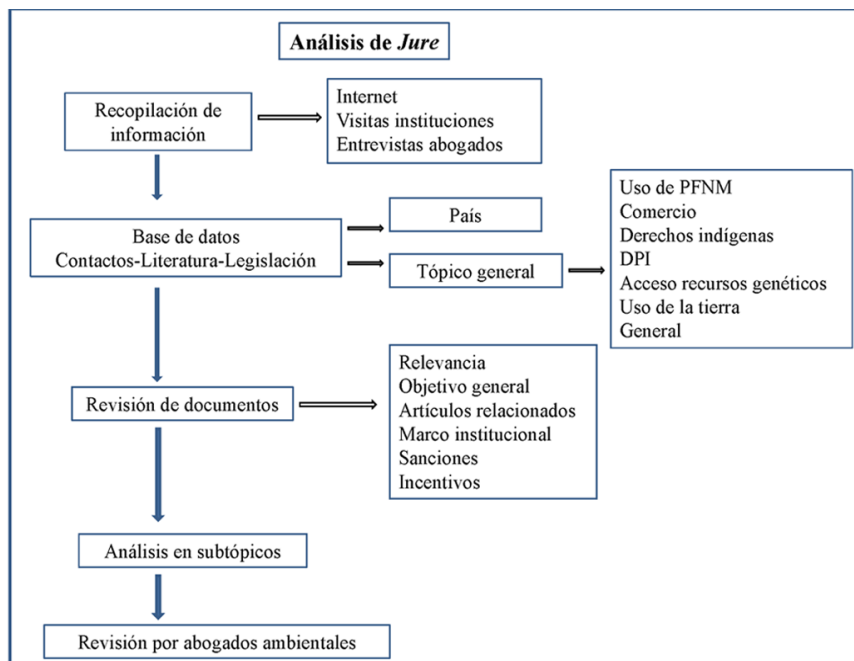 Análisis de Jure
Recopilación de
información
Internet
Visitas instituciones
Entrevistas abogados
Base de datos
Contactos-Literatura-Legislación
País
Tópico general
Uso de PFNM
Comercio
Derechos indígenas
DPI
Acceso recursos genéticos
Uso de la tierra
General
Revisión de documentos
Relevancia
Objetivo general
Artículos relacionados
Marco institucional
Sanciones
Incentivos
Análisis en subtópicos
Revisión por abogados ambientales